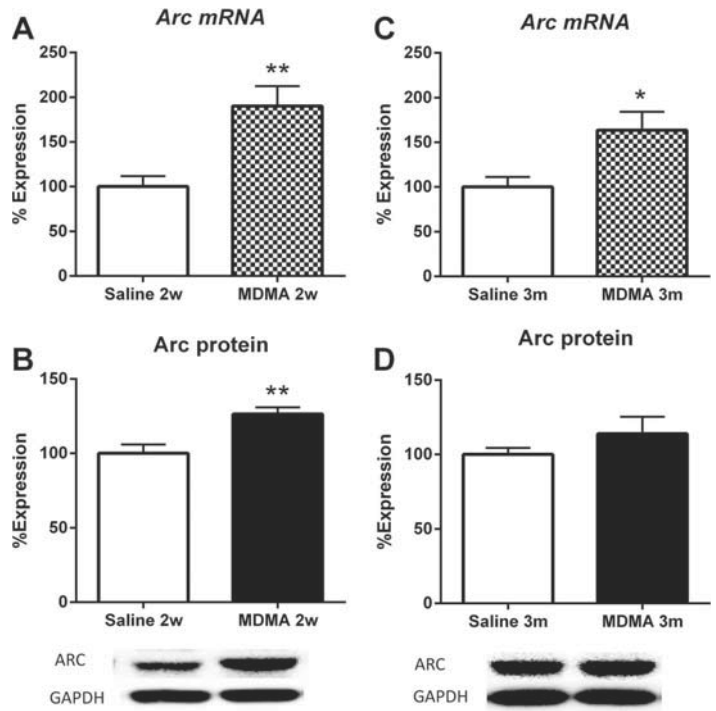 A
Arc mRNA
% Expression
250
200
150
100
50
0
**
Saline 2w
MDMA 2w
C
Arc mRNA
% Expression
250
200
150
100
50
0
*
Saline 3m
MDMA 3m
B
Arc protein
%Expression
150
100
50
0
**
Saline 2w
MDMA 2w
ARC
GAPDH
D
Arc protein
%Expression
150
100
50
0
Saline 3m
MDMA 3m
ARC
GAPDH